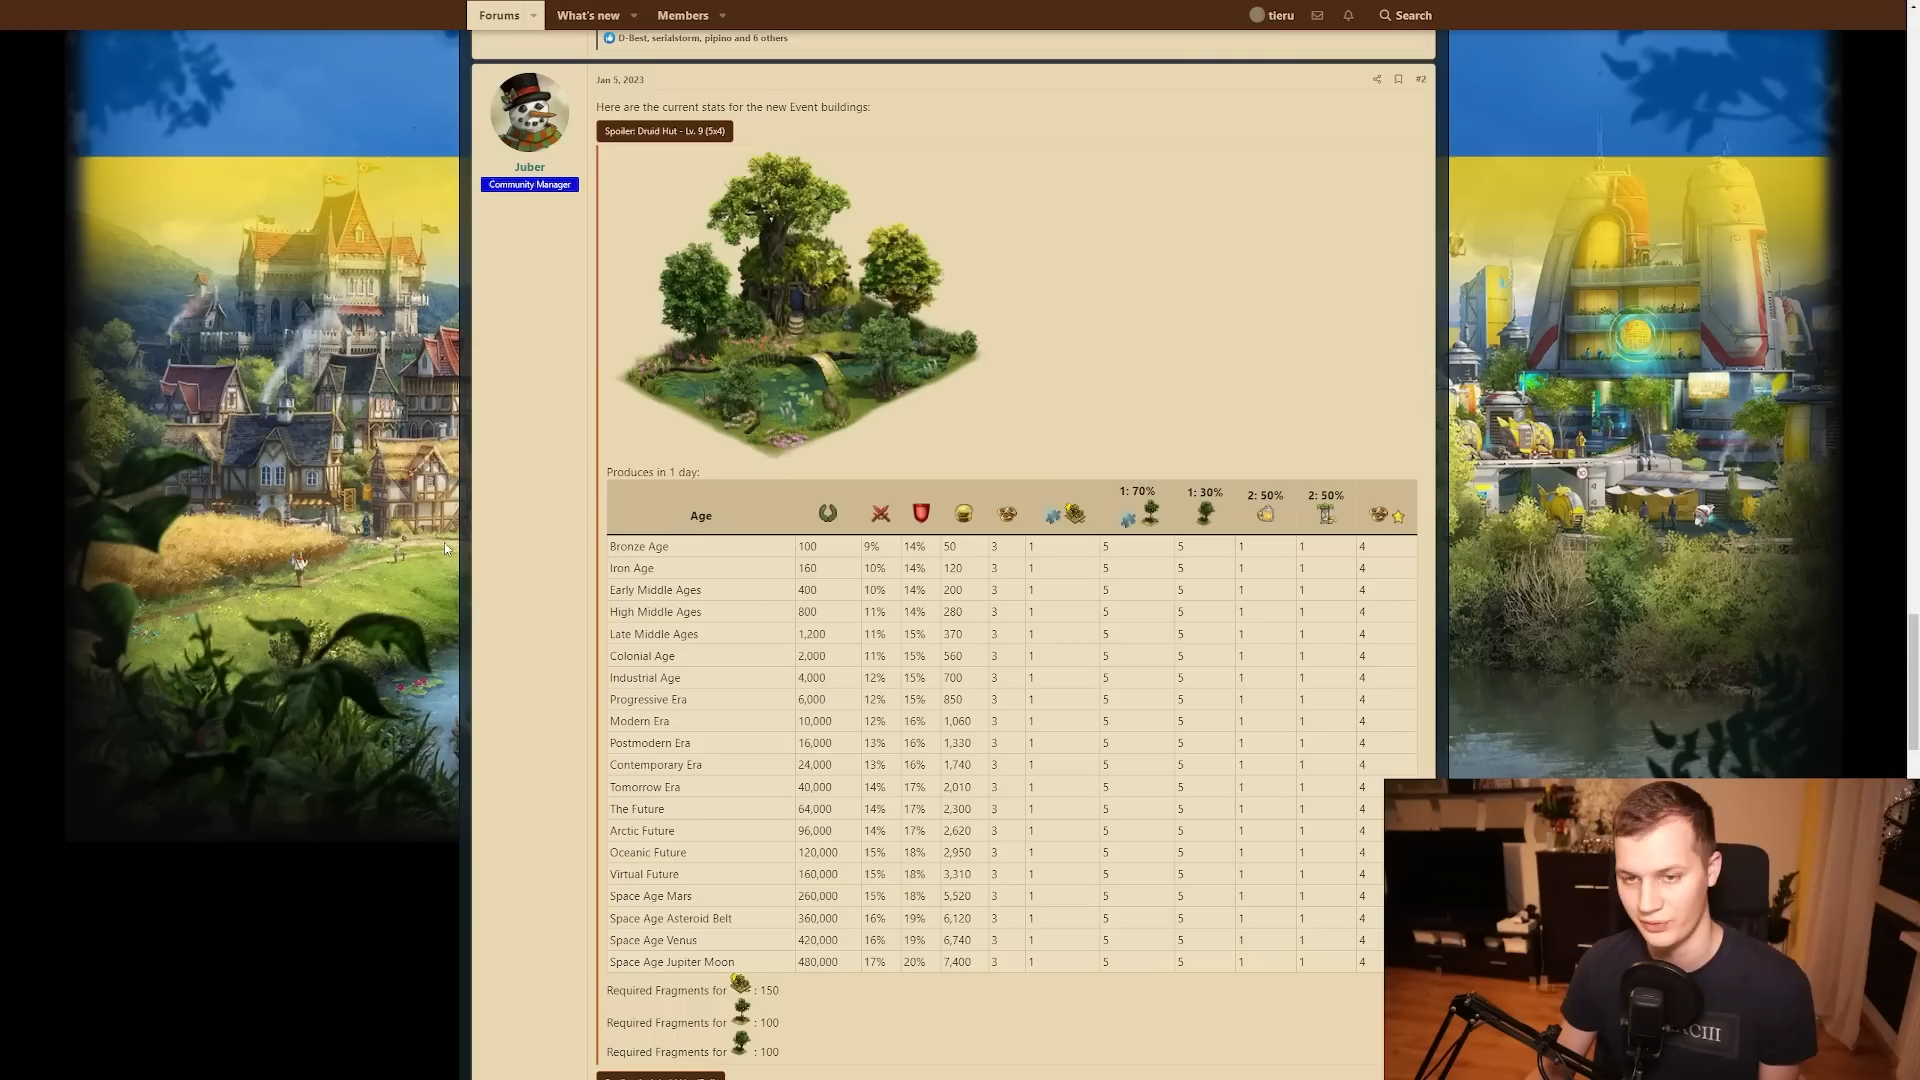 Forums What's new Members tieru Search
D-Best, serialstorm, pipino and 6 others
Jan 5, 2023 #2
Here are the current stats for the new Event buildings:
Spoiler: Druid Hut - Lv. 9 (5x4)
Juber
Community Manager
Produces in 1 day:
Age 1: 70% 1: 30% 2: 50% 2: 50%
Bronze Age 100 9% 14% 50 3 1 5 5 1 1 4
Iron Age 160 10% 14% 120 3 1 5 5 1 1 4
Early Middle Ages 400 10% 14% 200 3 1 5 5 1 1 4
High Middle Ages 800 11% 14% 280 3 1 5 5 1 1 4
Late Middle Ages 1,200 11% 15% 370 3 1 5 5 1 1 4
Colonial Age 2,000 11% 15% 560 3 1 5 5 1 1 4
Industrial Age 4,000 12% 15% 700 3 1 5 5 1 1 4
Progressive Era 6,000 12% 15% 850 3 1 5 5 1 1 4
Modern Era 10,000 12% 16% 1,060 3 1 5 5 1 1 4
Postmodern Era 16,000 13% 16% 1,330 3 1 5 5 1 1 4
Contemporary Era 24,000 13% 16% 1,740 3 1 5 5 1 1 4
Tomorrow Era 40,000 14% 17% 2,010 3 1 5 5 1 1 4
The Future 64,000 14% 17% 2,300 3 1 5 5 1 1 4
Arctic Future 96,000 14% 17% 2,620 3 1 5 5 1 1 4
Oceanic Future 120,000 15% 18% 2,950 3 1 5 5 1 1 4
Virtual Future 160,000 15% 18% 3,310 3 1 5 5 1 1 4
Space Age Mars 260,000 15% 18% 5,520 3 1 5 5 1 1 4
Space Age Asteroid Belt 360,000 16% 19% 6,120 3 1 5 5 1 1 4
Space Age Venus 420,000 16% 19% 6,740 3 1 5 5 1 1 4
Space Age Jupiter Moon 480,000 17% 20% 7,400 3 1 5 5 1 1 4
Required Fragments for : 150
Required Fragments for : 100
Required Fragments for : 100